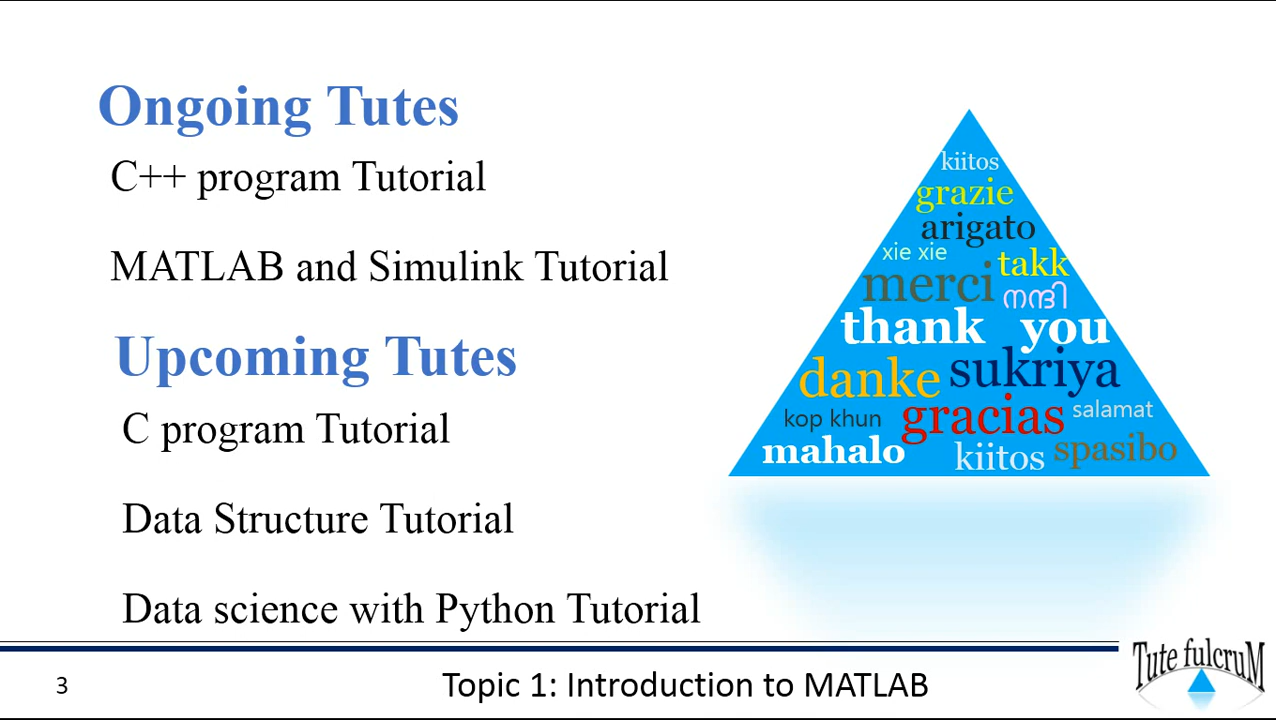 Ongoing Tutes
C++ program Tutorial
MATLAB and Simulink Tutorial
Upcoming Tutes
C program Tutorial
Data Structure Tutorial
Data science with Python Tutorial
kiitos
grazie
arigato
xie xie
takk
merci
നന്ദി
thank you
danke
sukriya
kop khun
gracias
salamat
mahalo
kiitos
spasibo
3
Topic 1: Introduction to MATLAB
Tute fulcruM